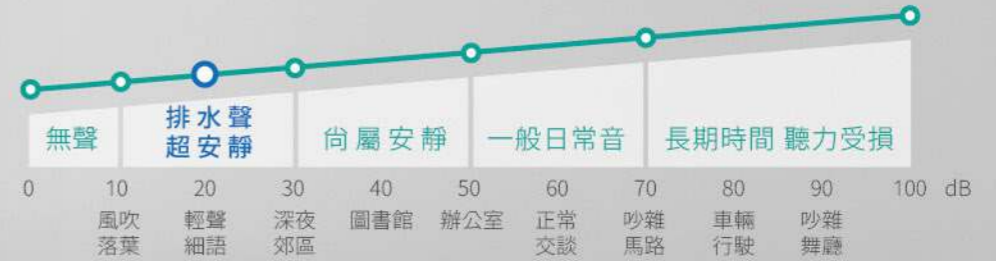 無聲
排水聲
超安靜
尚屬安靜
一般日常音
長期時間 聽力受損
0 10 20 30 40 50 60 70 80 90 100 dB
風吹 輕聲 深夜 圖書館 辦公室 正常 吵雜 車輛 吵雜
落葉 細語 郊區 交談 馬路 行駛 舞廳